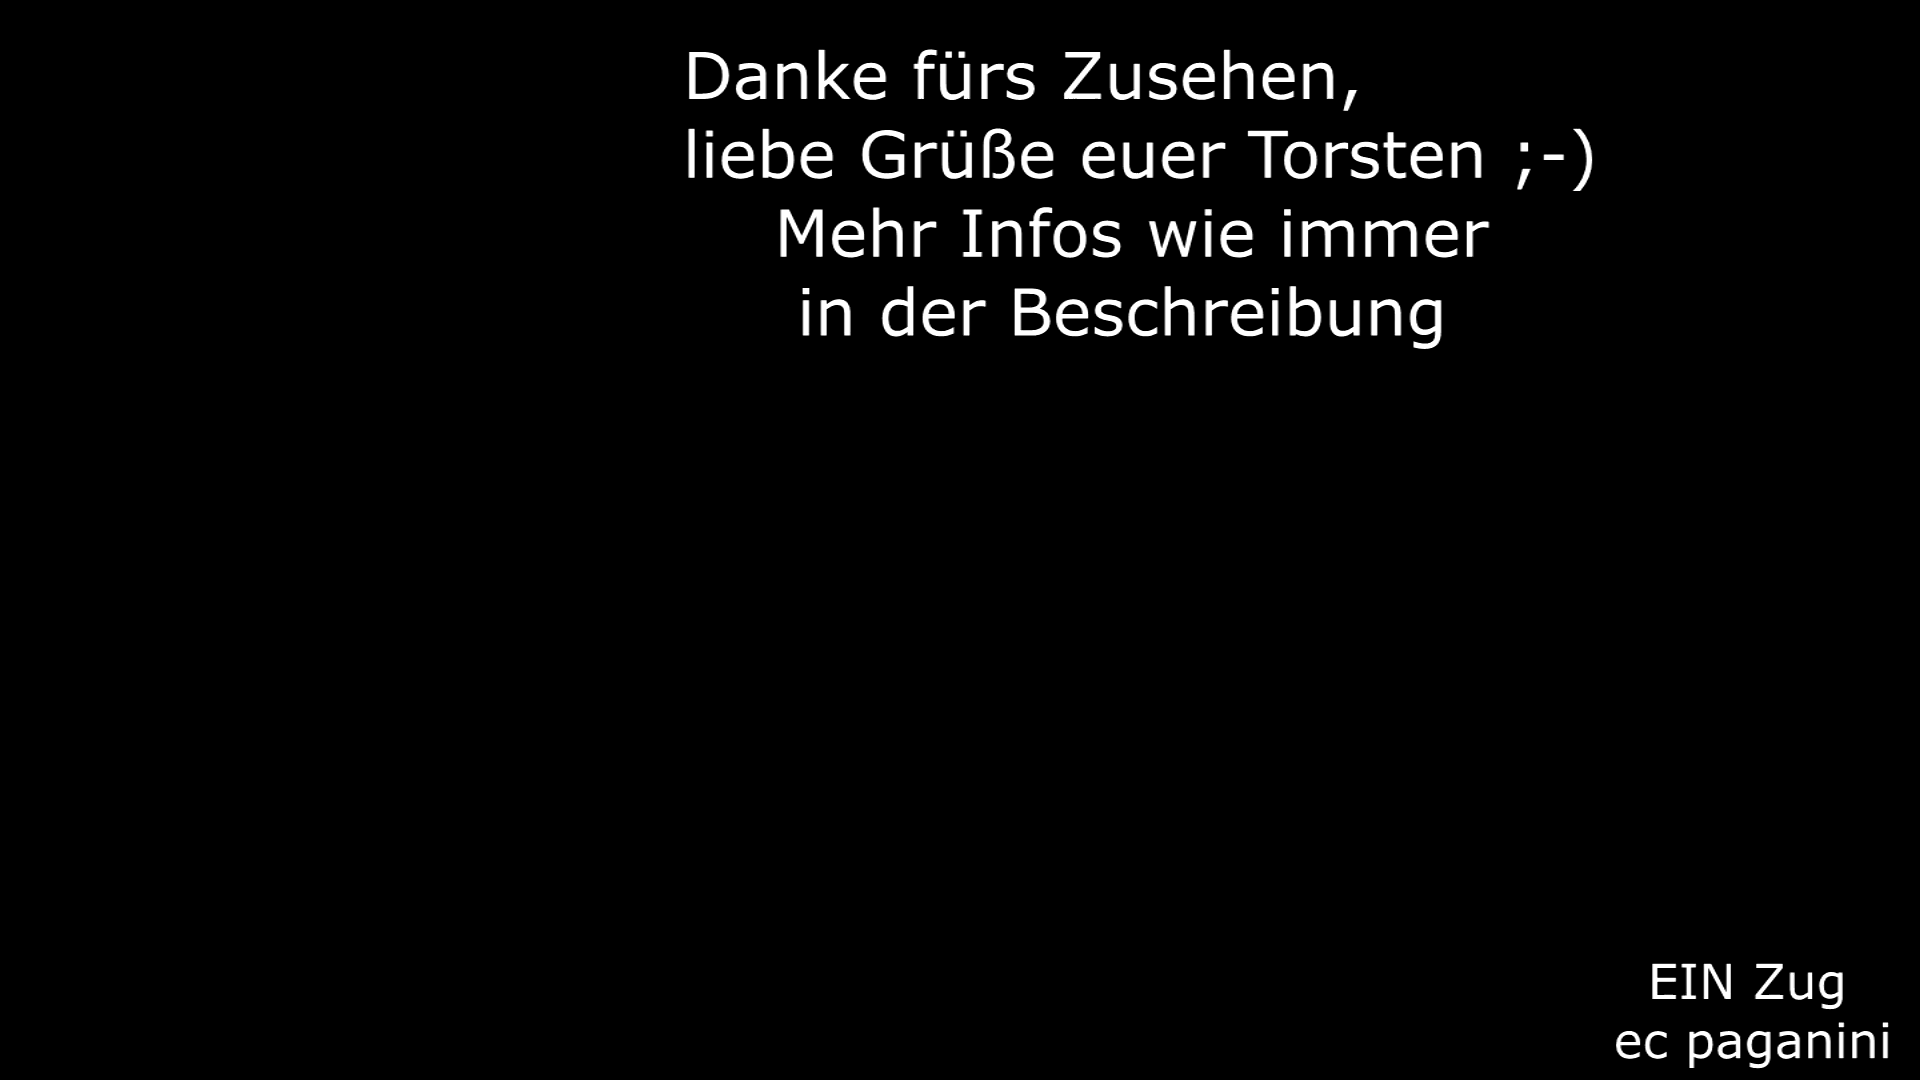 Danke fürs Zusehen,
liebe Grüße euer Torsten ;-)
Mehr Infos wie immer
in der Beschreibung
EIN Zug
ec paganini